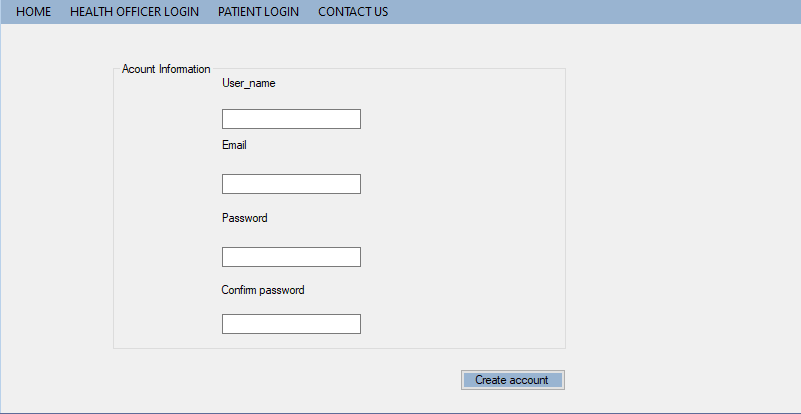 HOME HEALTH OFFICER LOGIN PATIENT LOGIN CONTACT US
Acount Information
User_name
Email
Password
Confirm password
Create account